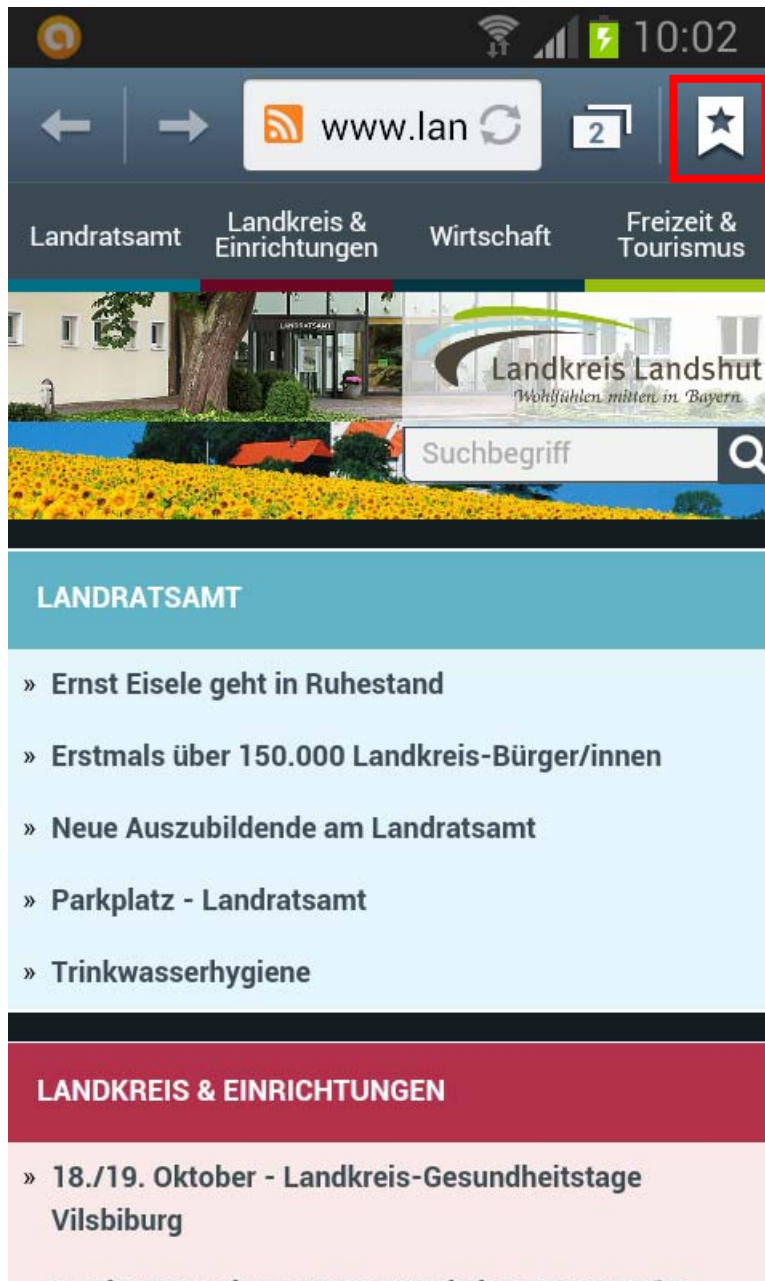 10:02
www.lan
2
Landratsamt
Landkreis &
Einrichtungen
Wirtschaft
Freizeit &
Tourismus
LANDRATSAMT
Landkreis Landshut
Wohlfühlen mitten in Bayern
Suchbegriff
LANDRATSAMT
» Ernst Eisele geht in Ruhestand
» Erstmals über 150.000 Landkreis-Bürger/innen
» Neue Auszubildende am Landratsamt
» Parkplatz - Landratsamt
» Trinkwasserhygiene
LANDKREIS & EINRICHTUNGEN
» 18./19. Oktober - Landkreis-Gesundheitstage
Vilsbiburg